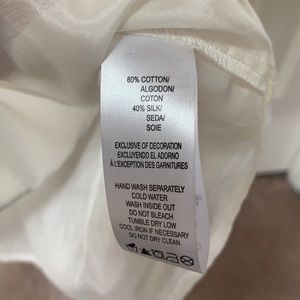 60% COTTON/
ALGODON/
COTON
40% SILK/
SEDA/
SOIE
EXCLUSIVE OF DECORATION
EXCLUYENDO EL ADORNO
À L'EXCEPTION DES GARNITURES
HAND WASH SEPARATELY
COLD WATER
WASH INSIDE OUT
DO NOT BLEACH
TUMBLE DRY LOW
COOL IRON IF NECESSARY
DO NOT DRY CLEAN